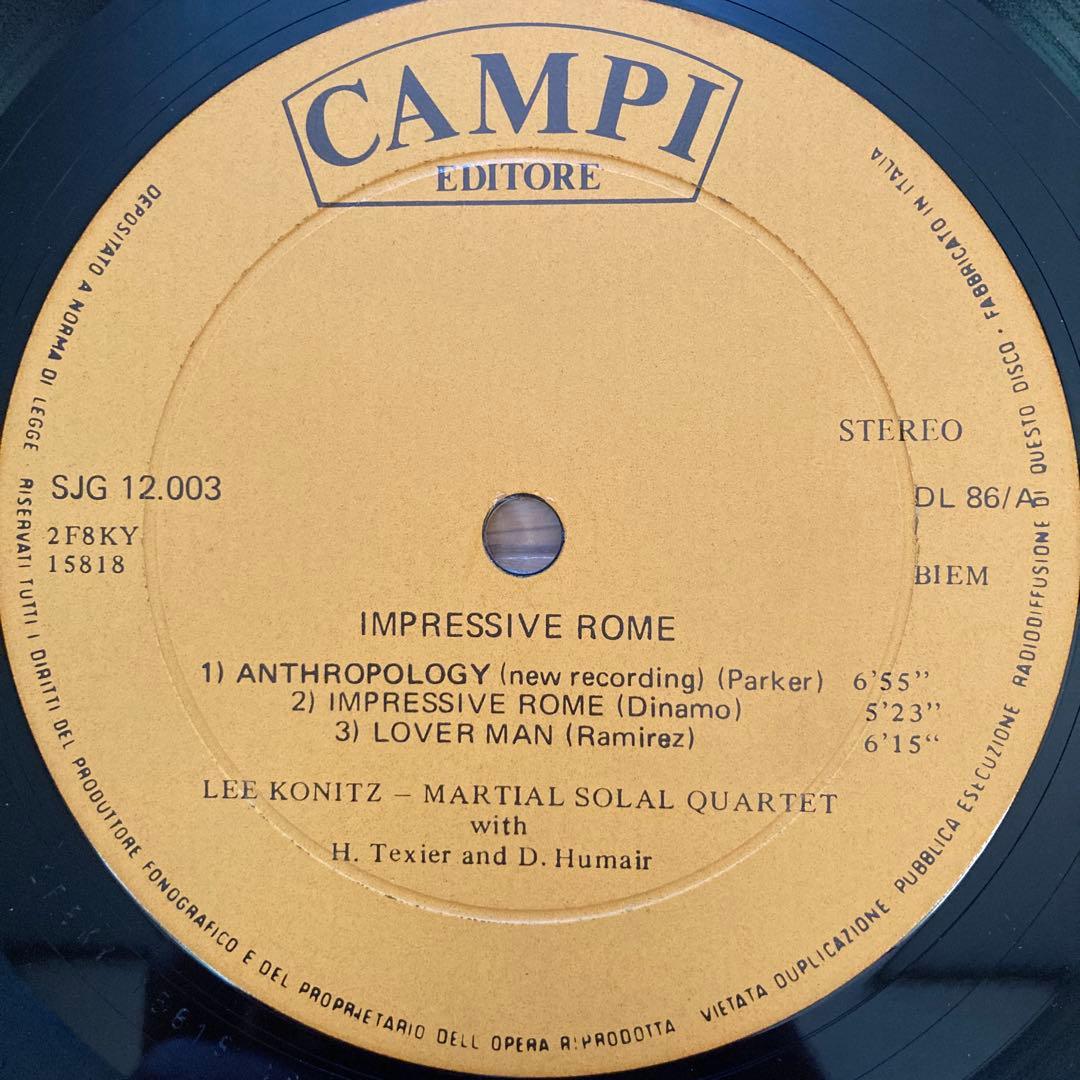 CAMPI
EDITORE
STEREO
SJG 12.003
DL 86/A
2F8KY
15818
BIEM
IMPRESSIVE ROME
1) ANTHROPOLOGY (new recording) (Parker) 6'55"
2) IMPRESSIVE ROME (Dinamo) 5'23"
3) LOVER MAN (Ramirez) 6'15"
LEE KONITZ – MARTIAL SOLAL QUARTET
with
H. Texier and D. Humair
DEPOSITATO A NORMA DI LEGGE RISERVATI TUTTI I DIRITTI DEL PRODUTTORE FONOGRAFICO E DEL PROPRIETARIO DELL OPERA RIPRODOTTA VIETATA DUPLICAZIONE PUBBLICA ESECUZIONE RADIODIFFUSIONE DI QUESTO DISCO · FABBRICATO IN ITALIA